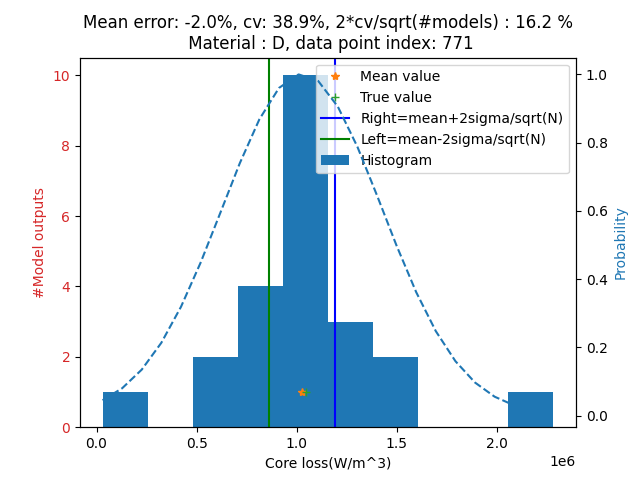 Mean error: -2.0%, cv: 38.9%, 2*cv/sqrt(#models) : 16.2 %
Material : D, data point index: 771
Mean value
True value
Right=mean+2sigma/sqrt(N)
Left=mean-2sigma/sqrt(N)
Histogram
#Model outputs
10
8
6
4
2
0
1.0
0.8
0.6
0.4
0.2
0.0
Probability
0.0 0.5 1.0 1.5 2.0
1e6
Core loss(W/m^3)